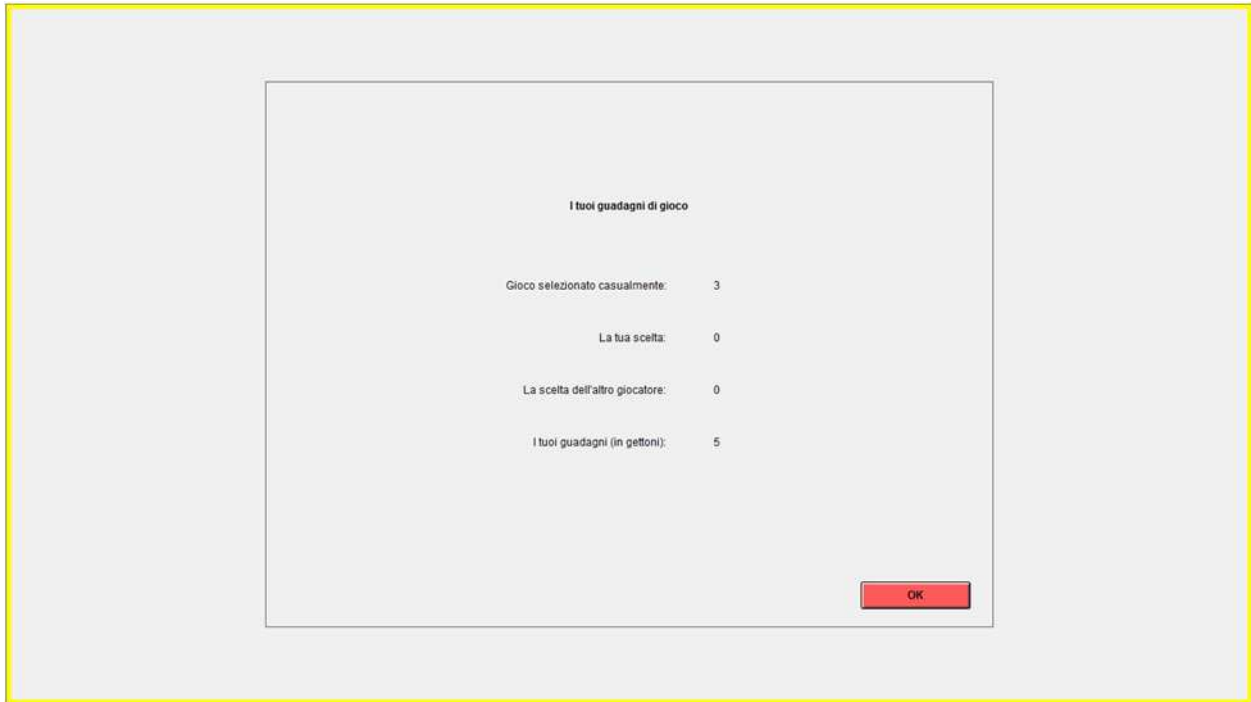 I tuoi guadagni di gioco
Gioco selezionato casualmente: 3
La tua scelta: 0
La scelta dell'altro giocatore: 0
I tuoi guadagni (in gettoni): 5
OK